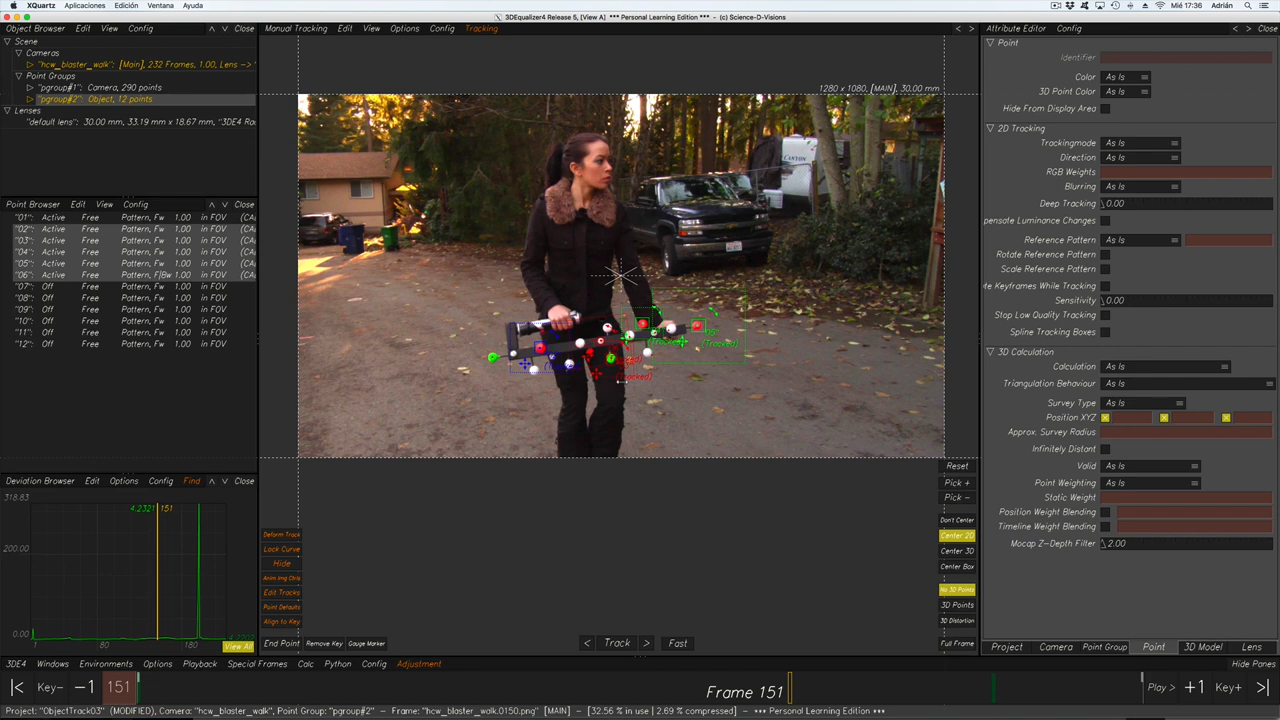 XQuartz Aplicaciones Edición Ventana Ayuda Mié 17:36 Adrián
3DEqualizer4 Release 5, [View A] *** Personal Learning Edition *** - (c) Science-D-Visions
Object Browser Edit View Config Close
Manual Tracking Edit View Options Config Tracking < >
Attribute Editor Config < > Close
Scene
Cameras
"hcw_blaster_walk": [Main], 232 Frames, 1.00, Lens ->
Point Groups
"pgroup#1": Camera, 290 points
"pgroup#2": Object, 12 points
Lenses
"default lens": 30.00 mm, 33.19 mm x 18.67 mm, "3DE4 Ra
Point Browser Edit View Config Close
"01": Active Free Pattern, Fw 1.00 in FOV (CA
"02": Active Free Pattern, Fw 1.00 in FOV (CA
"03": Active Free Pattern, Fw 1.00 in FOV (CA
"04": Active Free Pattern, Fw 1.00 in FOV (CA
"05": Active Free Pattern, Fw 1.00 in FOV (CA
"06": Active Free Pattern, F|Bw 1.00 in FOV (CA
"07": Off Free Pattern, Fw 1.00 in FOV
"08": Off Free Pattern, Fw 1.00 in FOV
"09": Off Free Pattern, Fw 1.00 in FOV
"10": Off Free Pattern, Fw 1.00 in FOV
"11": Off Free Pattern, Fw 1.00 in FOV
"12": Off Free Pattern, Fw 1.00 in FOV
Deviation Browser Edit Options Config Find Close
318.83
4.2321 151
200.00
0.00
80
180
View All
1280 x 1080, [MAIN], 30.00 mm
CANYON
(Tracked)
(Tracked)
(Tracked)
Deform Track
Lock Curve
Hide
Anim Img Ctrls
Edit Tracks
Point Defaults
Align to Key
End Point Remove Key Gauge Marker
< Track > Fast
Reset
Pick +
Pick -
Don't Center
Center 2D
Center 3D
Center Box
No 3D Points
3D Points
3D Distortion
Full Frame
Point
Identifier
Color As Is
3D Point Color As Is
Hide From Display Area
2D Tracking
Trackingmode As Is
Direction As Is
RGB Weights
Blurring As Is
Deep Tracking 0.00
pensate Luminance Changes
Reference Pattern As Is
Rotate Reference Pattern
Scale Reference Pattern
te Keyframes While Tracking
Sensitivity 0.00
Stop Low Quality Tracking
Spline Tracking Boxes
3D Calculation
Calculation As Is
Triangulation Behaviour As Is
Survey Type As Is
Position XYZ
Approx. Survey Radius
Infinitely Distant
Valid As Is
Point Weighting As Is
Static Weight
Position Weight Blending
Timeline Weight Blending
Mocap Z-Depth Filter 2.00
Project Camera Point Group Point 3D Model Lens
3DE4 Windows Environments Options Playback Special Frames Calc Python Config Adjustment Hide Panes
|< Key- -1 151 Frame 151 Play > +1 Key+ >|
Project: "ObjectTrack03" (MODIFIED), Camera: "hcw_blaster_walk", Point Group: "pgroup#2" - Frame: "hcw_blaster_walk.0150.png" [MAIN] - [32.56 % in use | 2.69 % compressed] - *** Personal Learning Edition ***